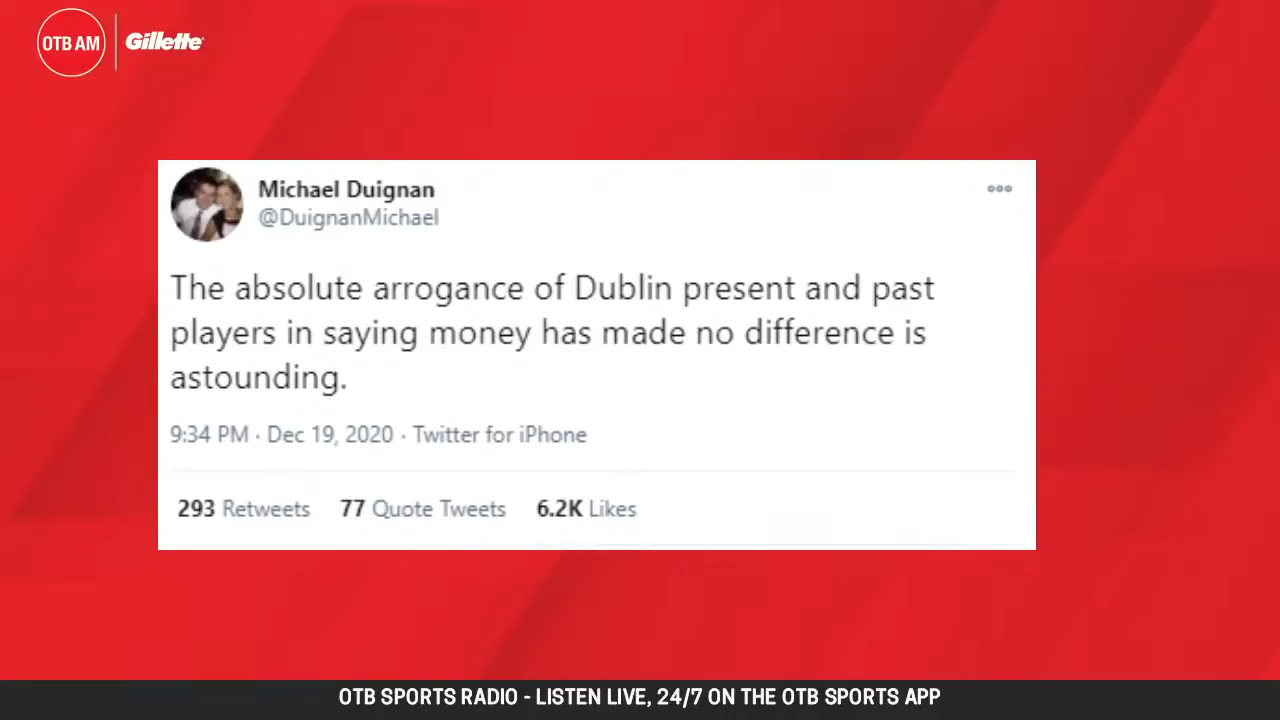 OTB AM
Gillette
Michael Duignan
@DuignanMichael
The absolute arrogance of Dublin present and past
players in saying money has made no difference is
astounding.
9:34 PM · Dec 19, 2020 · Twitter for iPhone
293 Retweets 77 Quote Tweets 6.2K Likes
OTB SPORTS RADIO - LISTEN LIVE, 24/7 ON THE OTB SPORTS APP